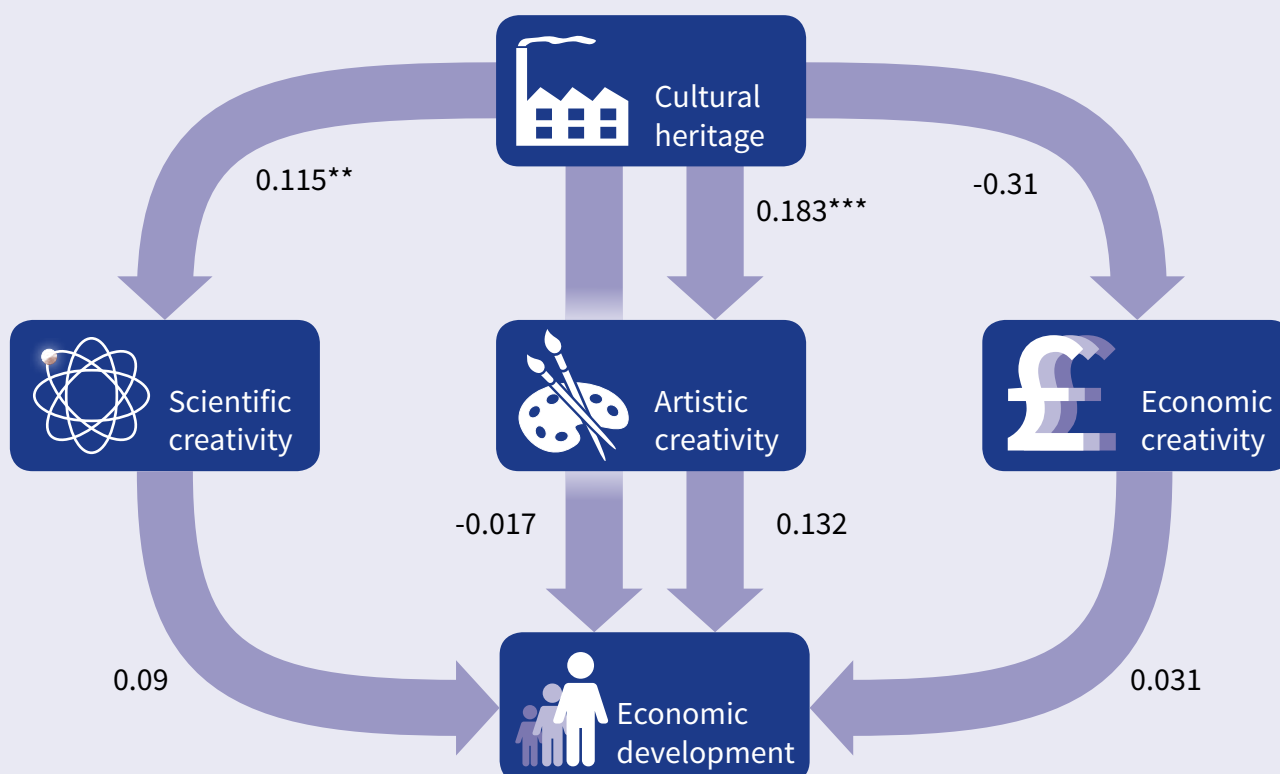 Cultural
heritage
0.115**
0.183***
-0.31
Scientific
creativity
Artistic
creativity
£
Economic
creativity
-0.017
0.132
0.09
0.031
Economic
development